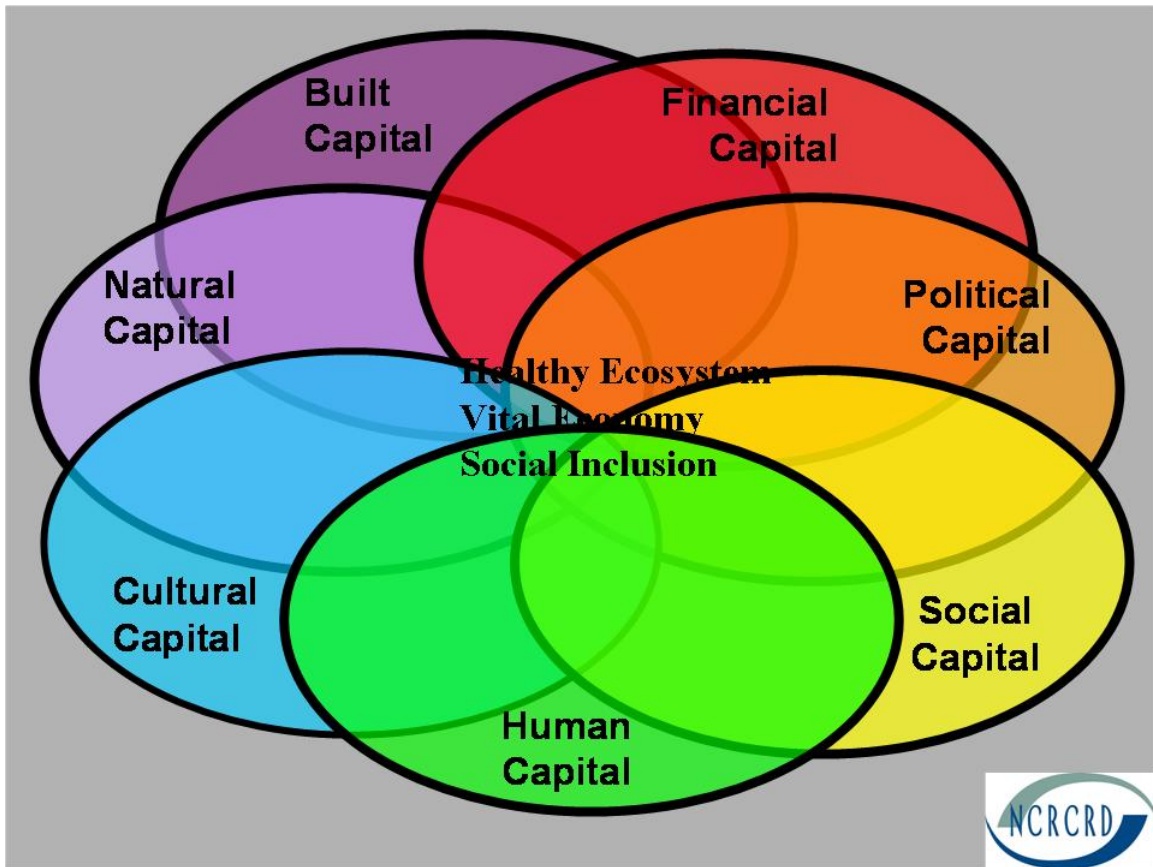 Built
Capital
Financial
Capital
Natural
Capital
Political
Capital
Healthy Ecosystem
Vital Economy
Social Inclusion
Cultural
Capital
Social
Capital
Human
Capital
NCRCRD